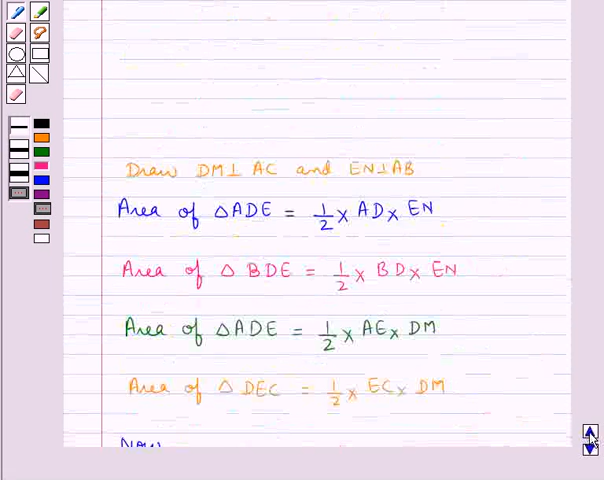 Draw DM⊥ AC and EN⊥AB
Area of △ADE = 1/2 × AD× EN
Area of △ BDE = 1/2 × BD× EN
Area of △ADE = 1/2 × AE× DM
Area of △ DEC = 1/2 × EC× DM
Now